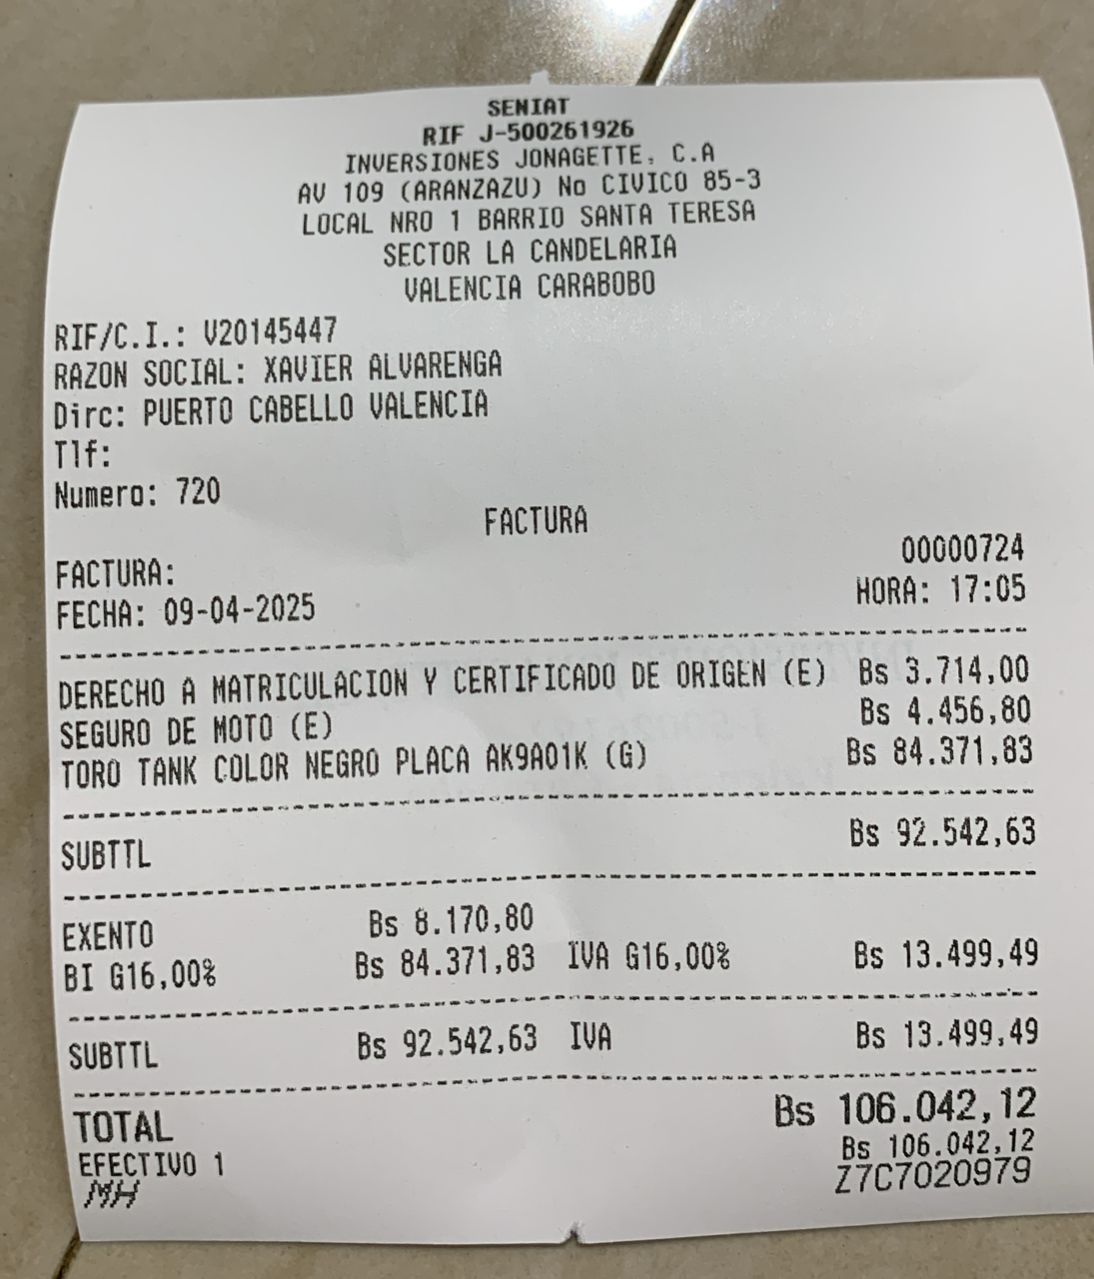 SENIAT
RIF J-500261926
INVERSIONES JONAGETTE, C.A
AV 109 (ARANZAZU) No CIVICO 85-3
LOCAL NRO 1 BARRIO SANTA TERESA
SECTOR LA CANDELARIA
VALENCIA CARABOBO
RIF/C.I.: V20145447
RAZON SOCIAL: XAVIER ALVARENGA
Dirc: PUERTO CABELLO VALENCIA
Tlf:
Numero: 720
FACTURA
FACTURA: 00000724
FECHA: 09-04-2025 HORA: 17:05
DERECHO A MATRICULACION Y CERTIFICADO DE ORIGEN (E) Bs 3.714,00
SEGURO DE MOTO (E) Bs 4.456,80
TORO TANK COLOR NEGRO PLACA AK9A01K (G) Bs 84.371,83
SUBTTL Bs 92.542,63
EXENTO Bs 8.170,80
BI G16,00% Bs 84.371,83 IVA G16,00% Bs 13.499,49
SUBTTL Bs 92.542,63 IVA Bs 13.499,49
TOTAL Bs 106.042,12
EFECTIVO 1 Bs 106.042,12
MH Z7C7020979